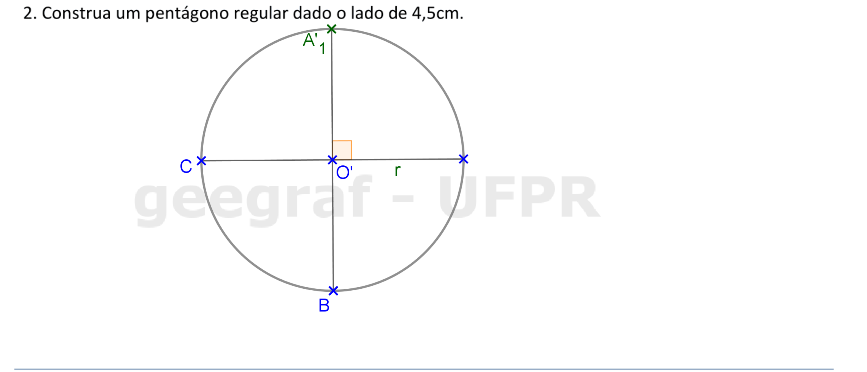 2. Construa um pentágono regular dado o lado de 4,5cm.
A'1
C
O'
r
geegraf - UFPR
B